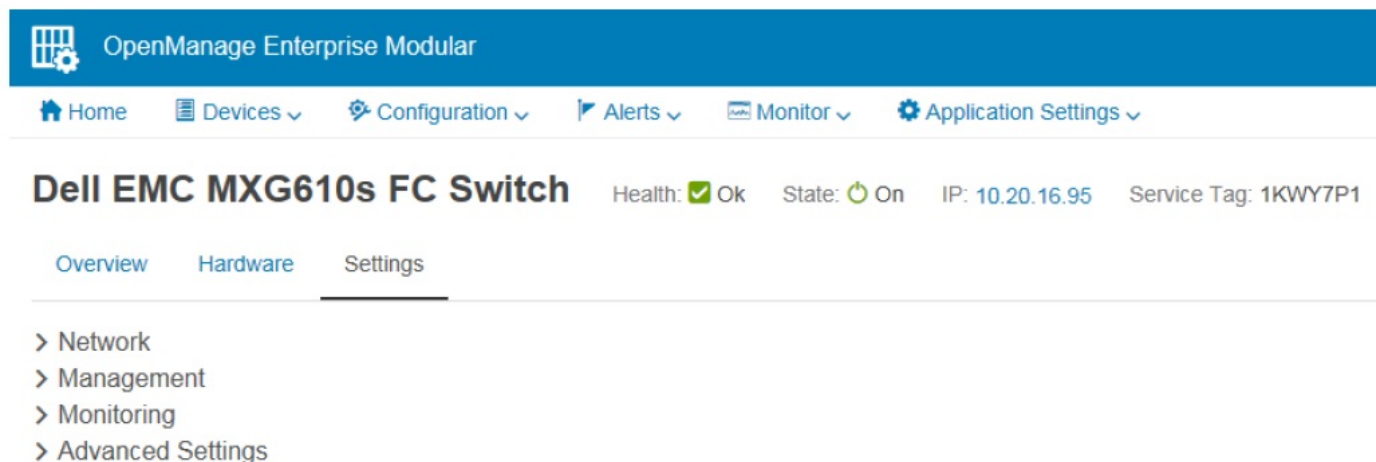 OpenManage Enterprise Modular
Home Devices Configuration Alerts Monitor Application Settings
Dell EMC MXG610s FC Switch Health: Ok State: On IP: 10.20.16.95 Service Tag: 1KWY7P1
Overview Hardware Settings
Network
Management
Monitoring
Advanced Settings